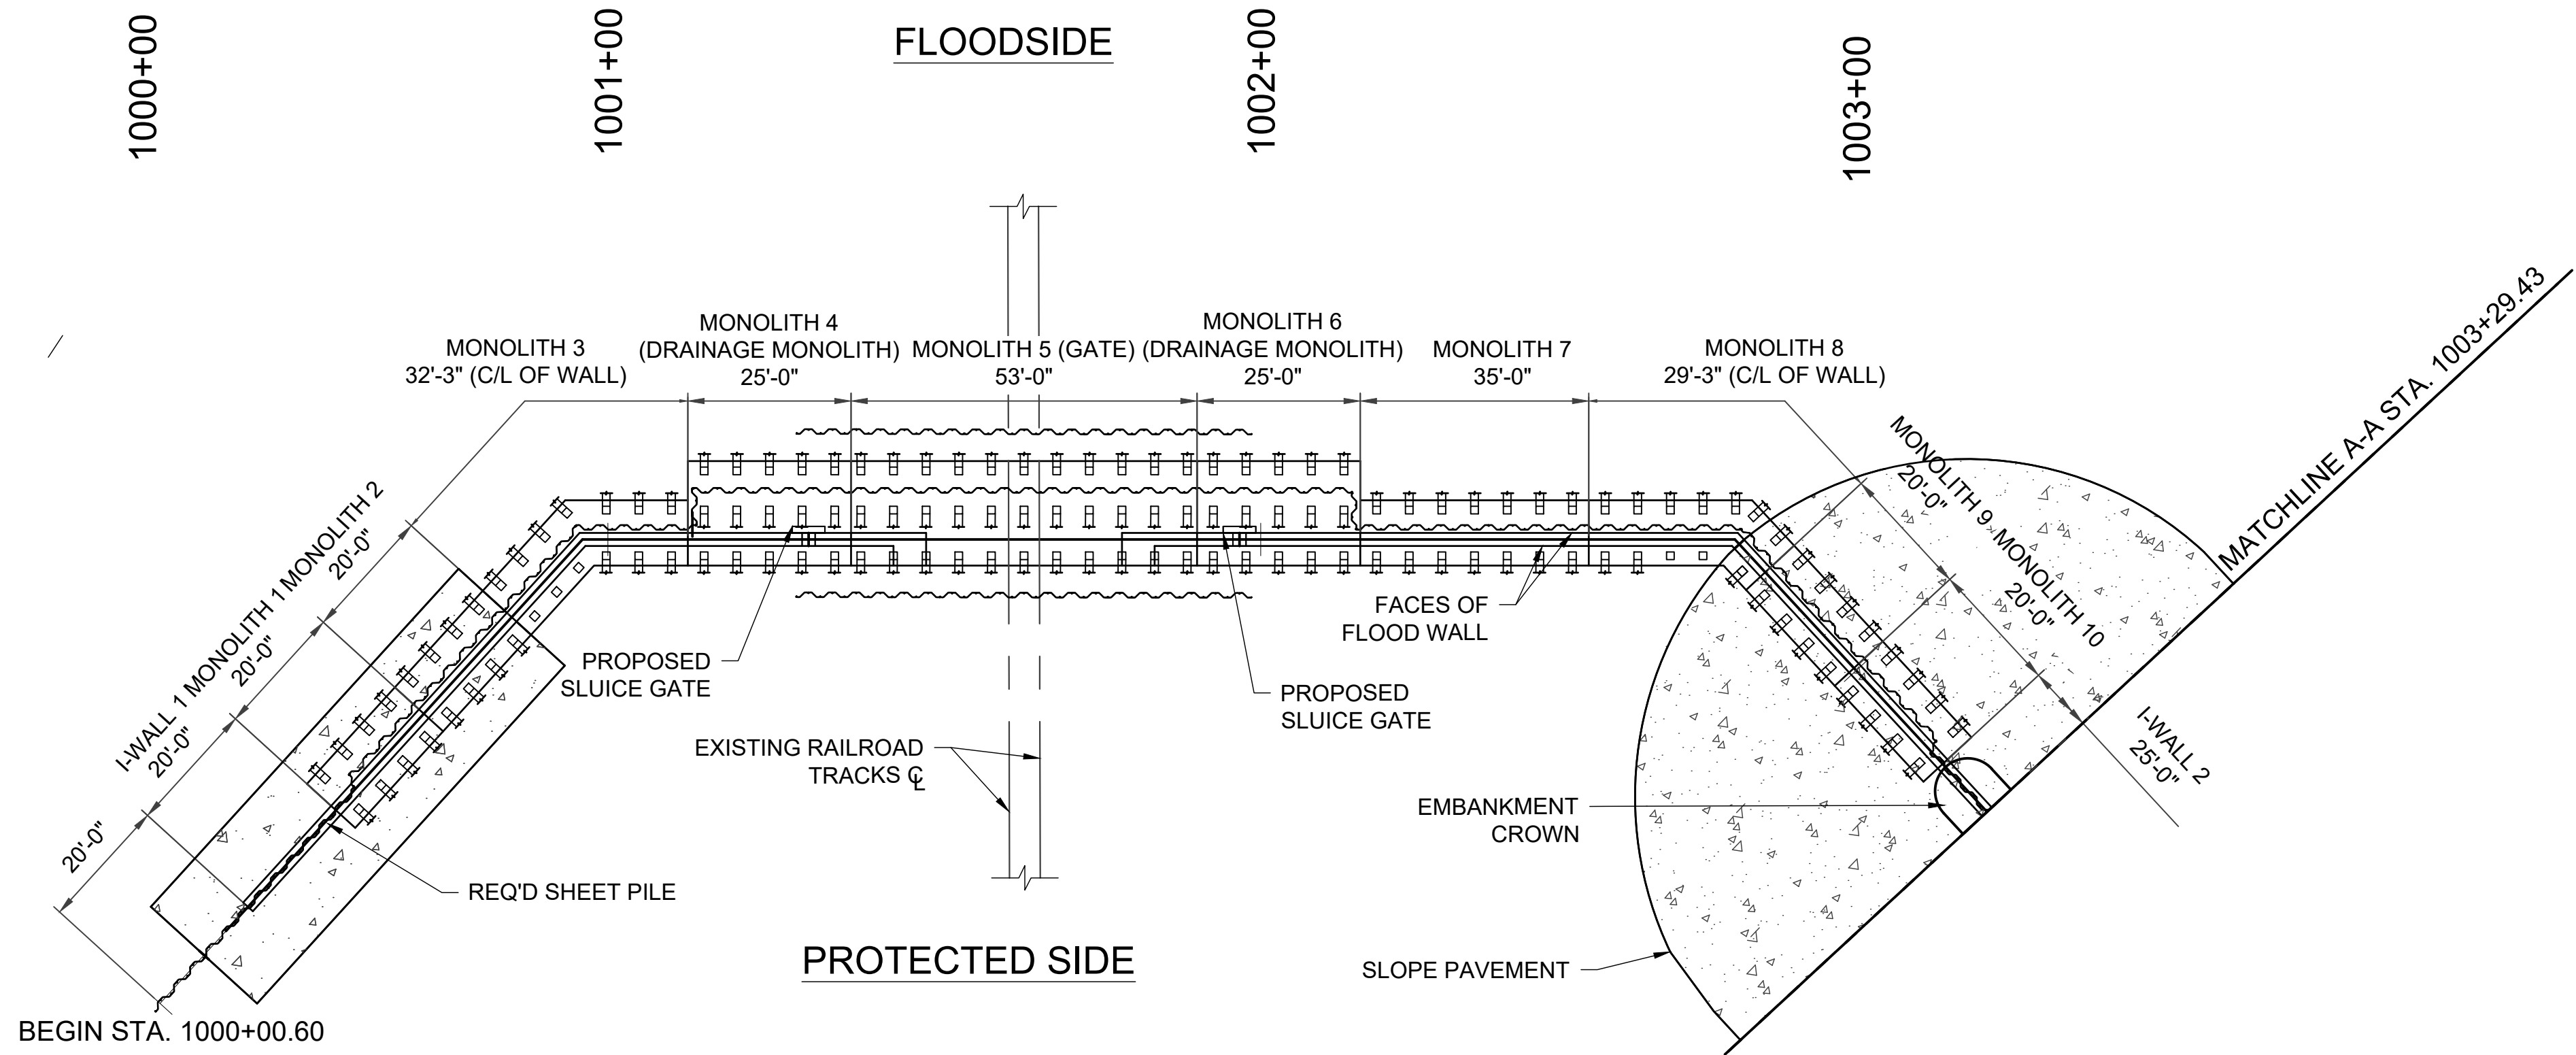 1000+00
1001+00
FLOODSIDE
1002+00
1003+00
MONOLITH 3
32'-3" (C/L OF WALL)
MONOLITH 4
(DRAINAGE MONOLITH)
25'-0"
MONOLITH 5 (GATE)
53'-0"
MONOLITH 6
(DRAINAGE MONOLITH)
25'-0"
MONOLITH 7
35'-0"
MONOLITH 8
29'-3" (C/L OF WALL)
MATCHLINE A-A STA. 1003+29.43
MONOLITH 9
20'-0"
MONOLITH 10
20'-0"
I-WALL 2
25'-0"
MONOLITH 2
20'-0"
MONOLITH 1
20'-0"
I-WALL 1
20'-0"
20'-0"
FACES OF
FLOOD WALL
PROPOSED
SLUICE GATE
PROPOSED
SLUICE GATE
EXISTING RAILROAD
TRACKS ℄
EMBANKMENT
CROWN
REQ'D SHEET PILE
PROTECTED SIDE
SLOPE PAVEMENT
BEGIN STA. 1000+00.60